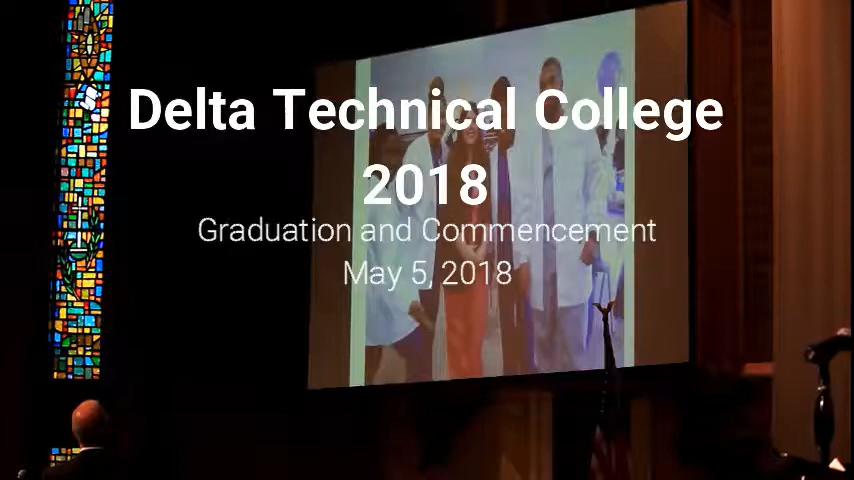 Delta Technical College
2018
Graduation and Commencement
May 5, 2018